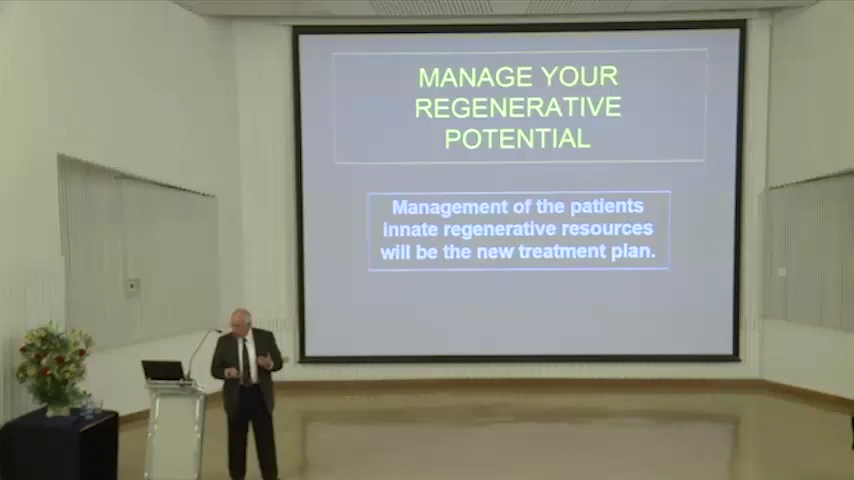 MANAGE YOUR
REGENERATIVE
POTENTIAL
Management of the patients
innate regenerative resources
will be the new treatment plan.